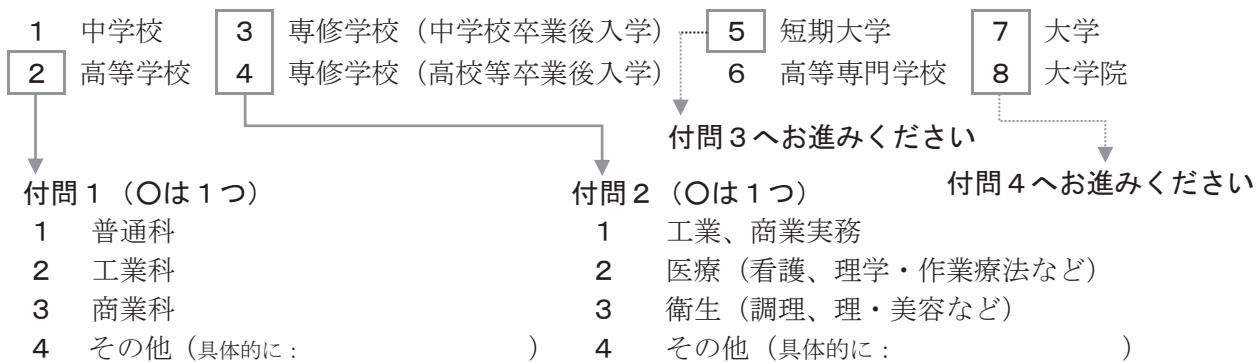 1 中学校 3 専修学校（中学校卒業後入学） 5 短期大学 7 大学
2 高等学校 4 専修学校（高校等卒業後入学） 6 高等専門学校 8 大学院
付問３へお進みください
付問４へお進みください
付問１（○は１つ）
1 普通科
2 工業科
3 商業科
4 その他（具体的に： ）
付問２（○は１つ）
1 工業、商業実務
2 医療（看護、理学・作業療法など）
3 衛生（調理、理・美容など）
4 その他（具体的に： ）